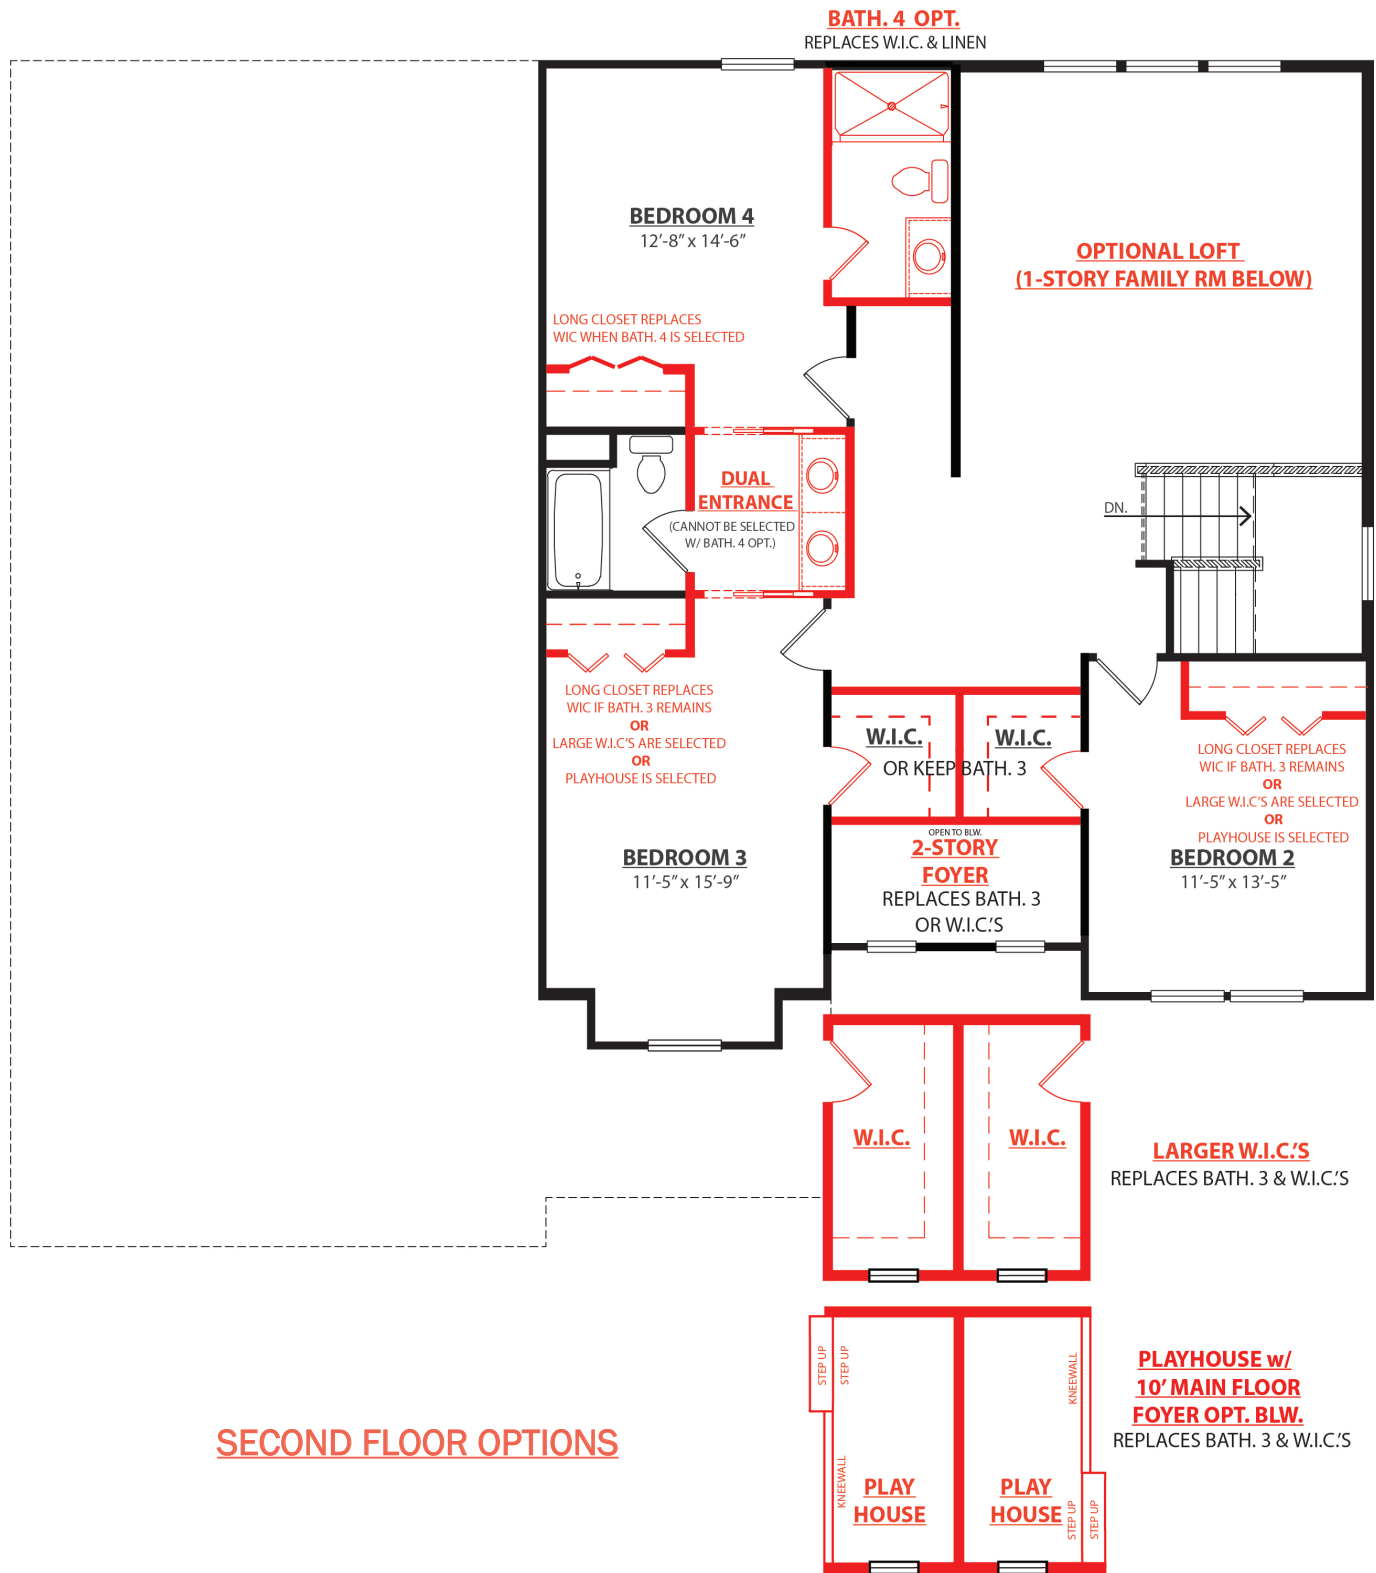 BATH. 4 OPT.
REPLACES W.I.C. & LINEN
BEDROOM 4
12'-8" x 14'-6"
OPTIONAL LOFT
(1-STORY FAMILY RM BELOW)
LONG CLOSET REPLACES
WIC WHEN BATH. 4 IS SELECTED
DUAL
ENTRANCE
(CANNOT BE SELECTED
W/ BATH. 4 OPT.)
DN.
LONG CLOSET REPLACES
WIC IF BATH. 3 REMAINS
OR
LARGE W.I.C'S ARE SELECTED
OR
PLAYHOUSE IS SELECTED
W.I.C.
W.I.C.
OR KEEP BATH. 3
LONG CLOSET REPLACES
WIC IF BATH. 3 REMAINS
OR
LARGE W.I.C'S ARE SELECTED
OR
PLAYHOUSE IS SELECTED
BEDROOM 3
11'-5" x 15'-9"
OPEN TO BLW.
2-STORY
FOYER
REPLACES BATH. 3
OR W.I.C.'S
BEDROOM 2
11'-5" x 13'-5"
W.I.C.
W.I.C.
LARGER W.I.C.'S
REPLACES BATH. 3 & W.I.C.'S
STEP UP
STEP UP
KNEEWALL
PLAY
HOUSE
KNEEWALL
PLAY
HOUSE
STEP UP
STEP UP
PLAYHOUSE w/
10' MAIN FLOOR
FOYER OPT. BLW.
REPLACES BATH. 3 & W.I.C.'S
SECOND FLOOR OPTIONS